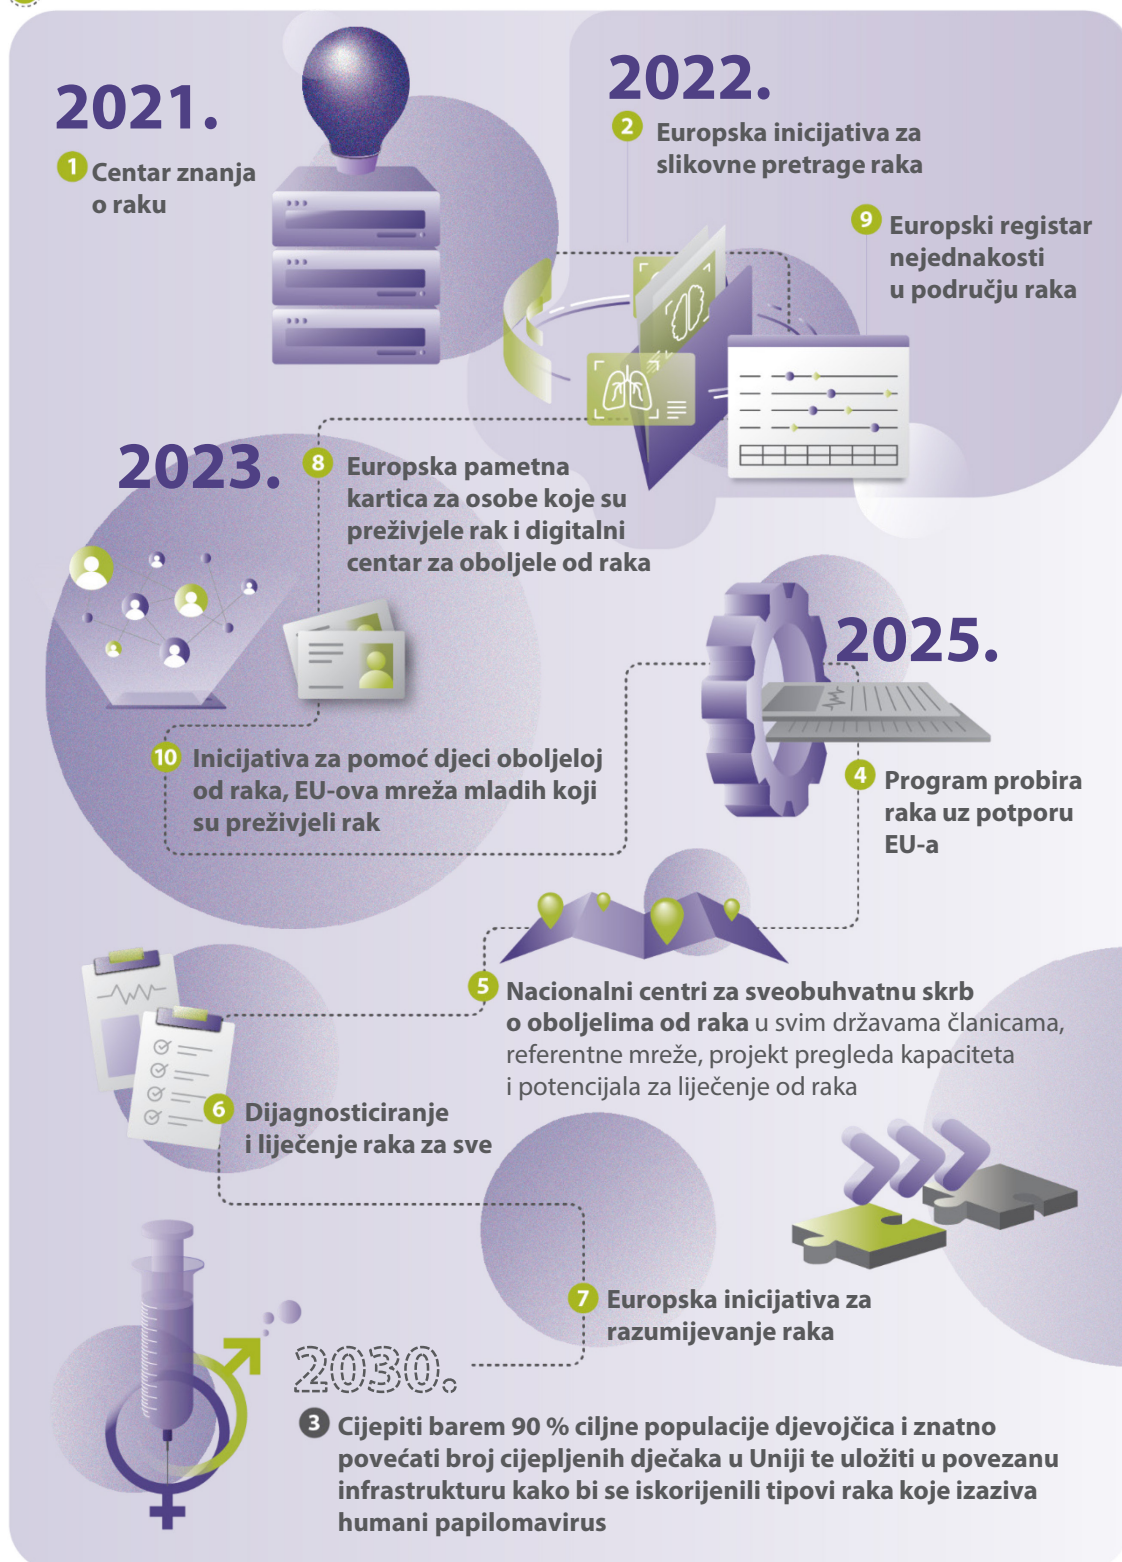 2021.
1 Centar znanja
o raku
2022.
2 Europska inicijativa za
slikovne pretrage raka
9 Europski registar
nejednakosti
u području raka
2023.
8 Europska pametna
kartica za osobe koje su
preživjele rak i digitalni
centar za oboljele od raka
10 Inicijativa za pomoć djeci oboljeloj
od raka, EU-ova mreža mladih koji
su preživjeli rak
2025.
4 Program probira
raka uz potporu
EU-a
5 Nacionalni centri za sveobuhvatnu skrb
o oboljelima od raka u svim državama članicama,
referentne mreže, projekt pregleda kapaciteta
i potencijala za liječenje od raka
6 Dijagnosticiranje
i liječenje raka za sve
7 Europska inicijativa za
razumijevanje raka
2030.
3 Cijepiti barem 90 % ciljne populacije djevojčica i znatno
povećati broj cijepljenih dječaka u Uniji te uložiti u povezanu
infrastrukturu kako bi se iskorijenili tipovi raka koje izaziva
humani papilomavirus